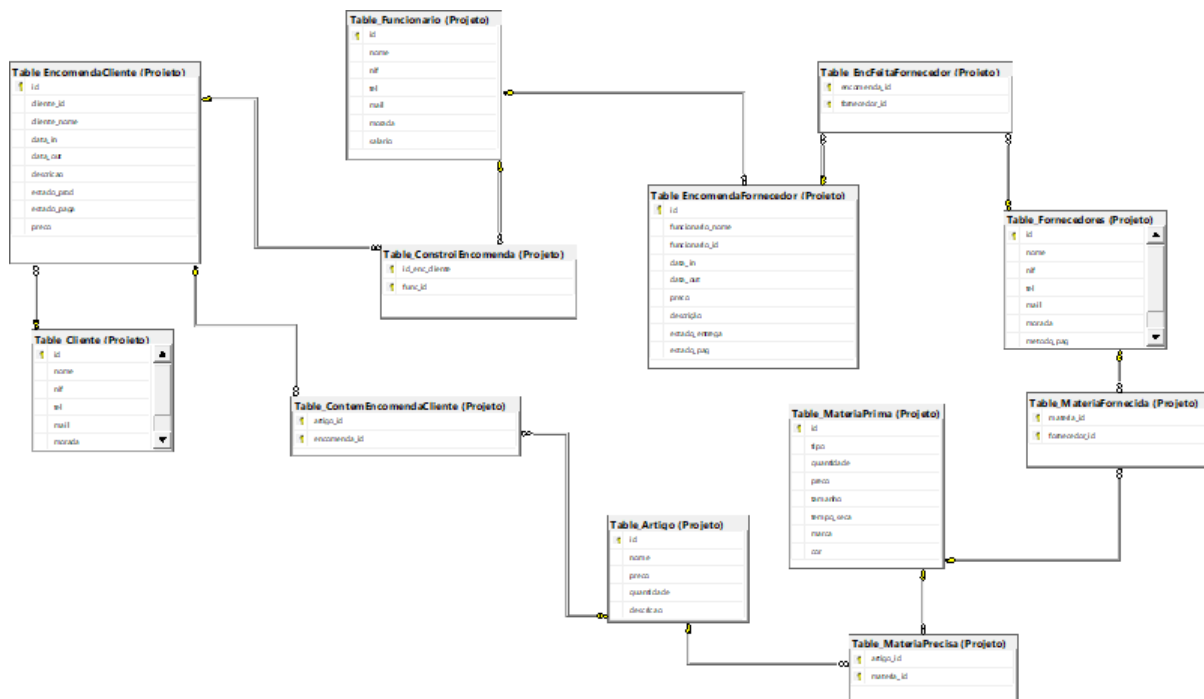 Table_Funcionario (Projeto)
id
nome
nif
tel
mail
morada
salario
Table_EncomendaCliente (Projeto)
id
cliente_id
cliente_nome
data_in
data_out
descricao
estado_prod
estado_paga
preco
Table_EncFeitaFornecedor (Projeto)
encomenda_id
fornecedor_id
Table_EncomendaFornecedor (Projeto)
id
funcionario_nome
funcionario_id
data_in
data_out
preco
descrição
estado_entrega
estado_pag
Table_Fornecedores (Projeto)
id
nome
nif
tel
mail
morada
metodo_pag
Table_ConstroiEncomenda (Projeto)
id_enc_cliente
func_id
Table_Cliente (Projeto)
id
nome
nif
tel
mail
morada
Table_ContemEncomendaCliente (Projeto)
artigo_id
encomenda_id
Table_MateriaPrima (Projeto)
id
tipo
quantidade
preco
tamanho
tempo_seca
marca
cor
Table_MateriaFornecida (Projeto)
materia_id
fornecedor_id
Table_Artigo (Projeto)
id
nome
preco
quantidade
descricao
Table_MateriaPrecisa (Projeto)
artigo_id
materia_id